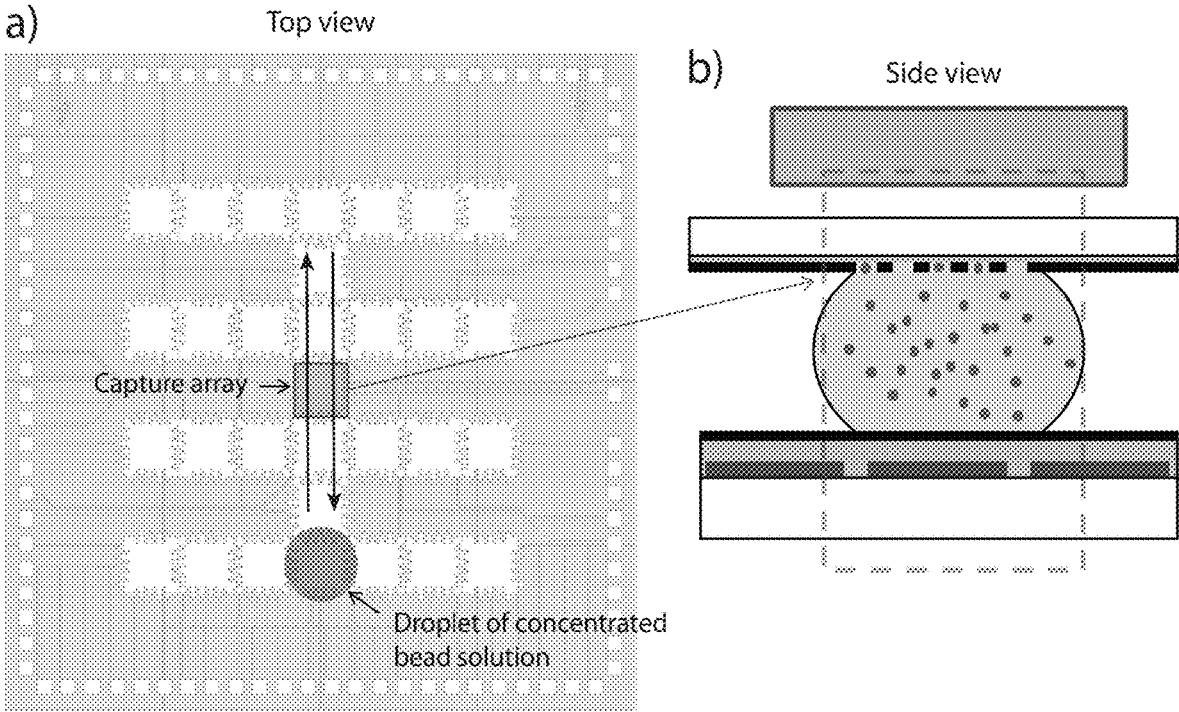 a)
Top view
b)
Side view
Capture array
Droplet of concentrated
bead solution